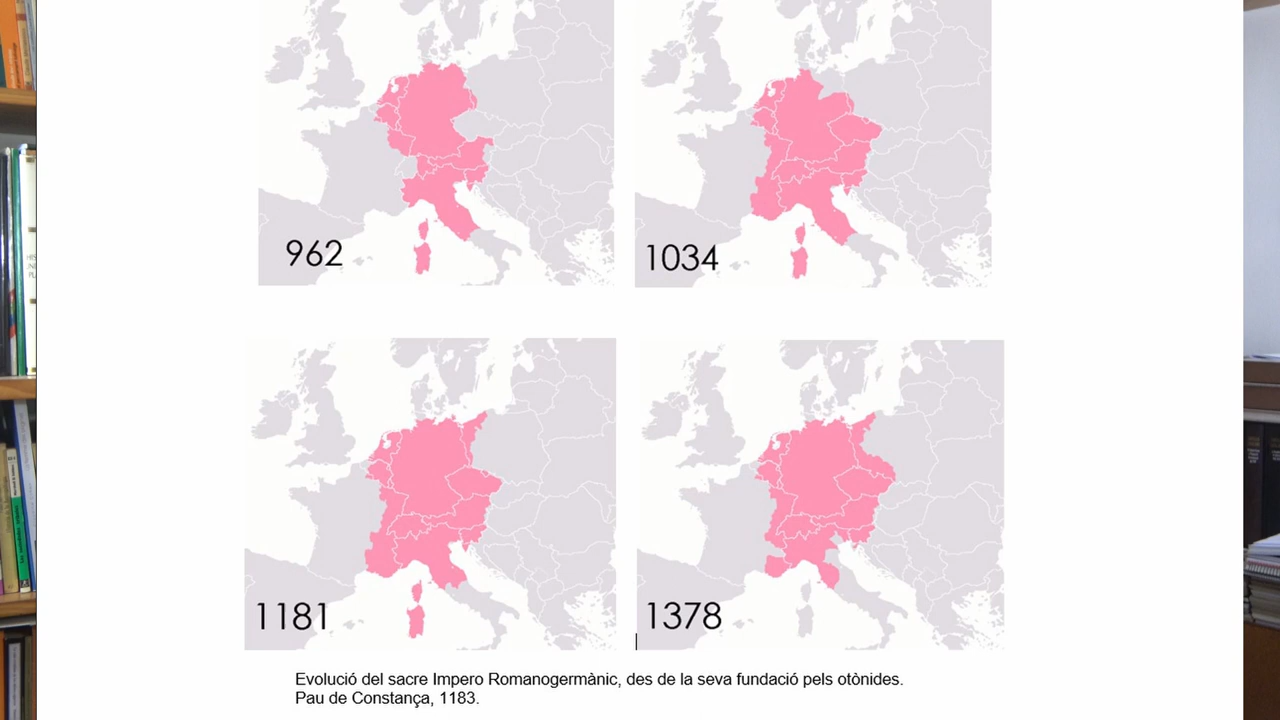 962
1034
1181
1378
Evolució del sacre Impero Romanogermànic, des de la seva fundació pels otònides.
Pau de Constança, 1183.